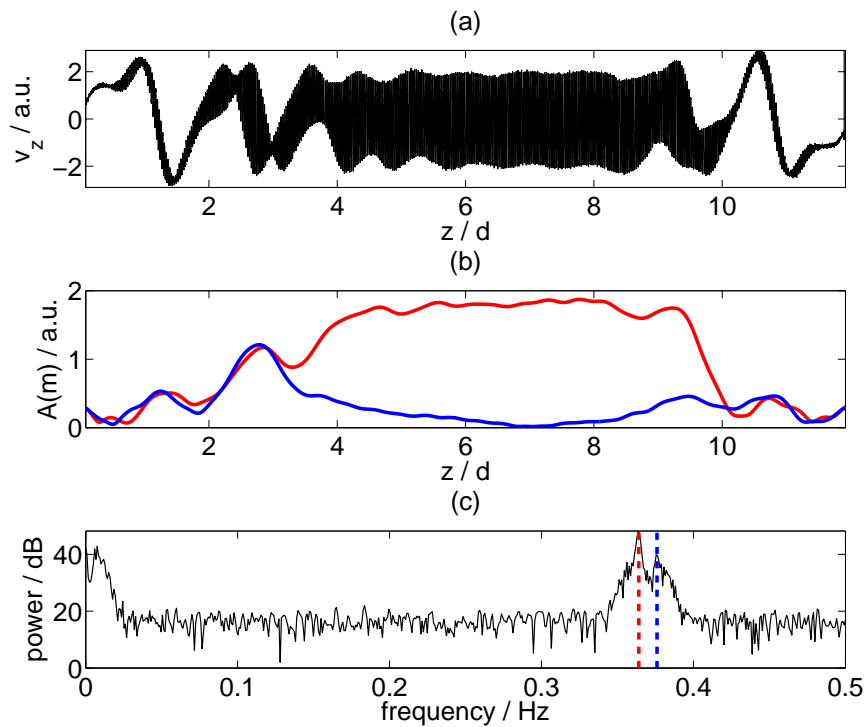 (a)
v_z / a.u.
2
0
−2
2 4 6 8 10
z / d
(b)
A(m) / a.u.
2
1
0
2 4 6 8 10
z / d
(c)
power / dB
40
20
0
0 0.1 0.2 0.3 0.4 0.5
frequency / Hz